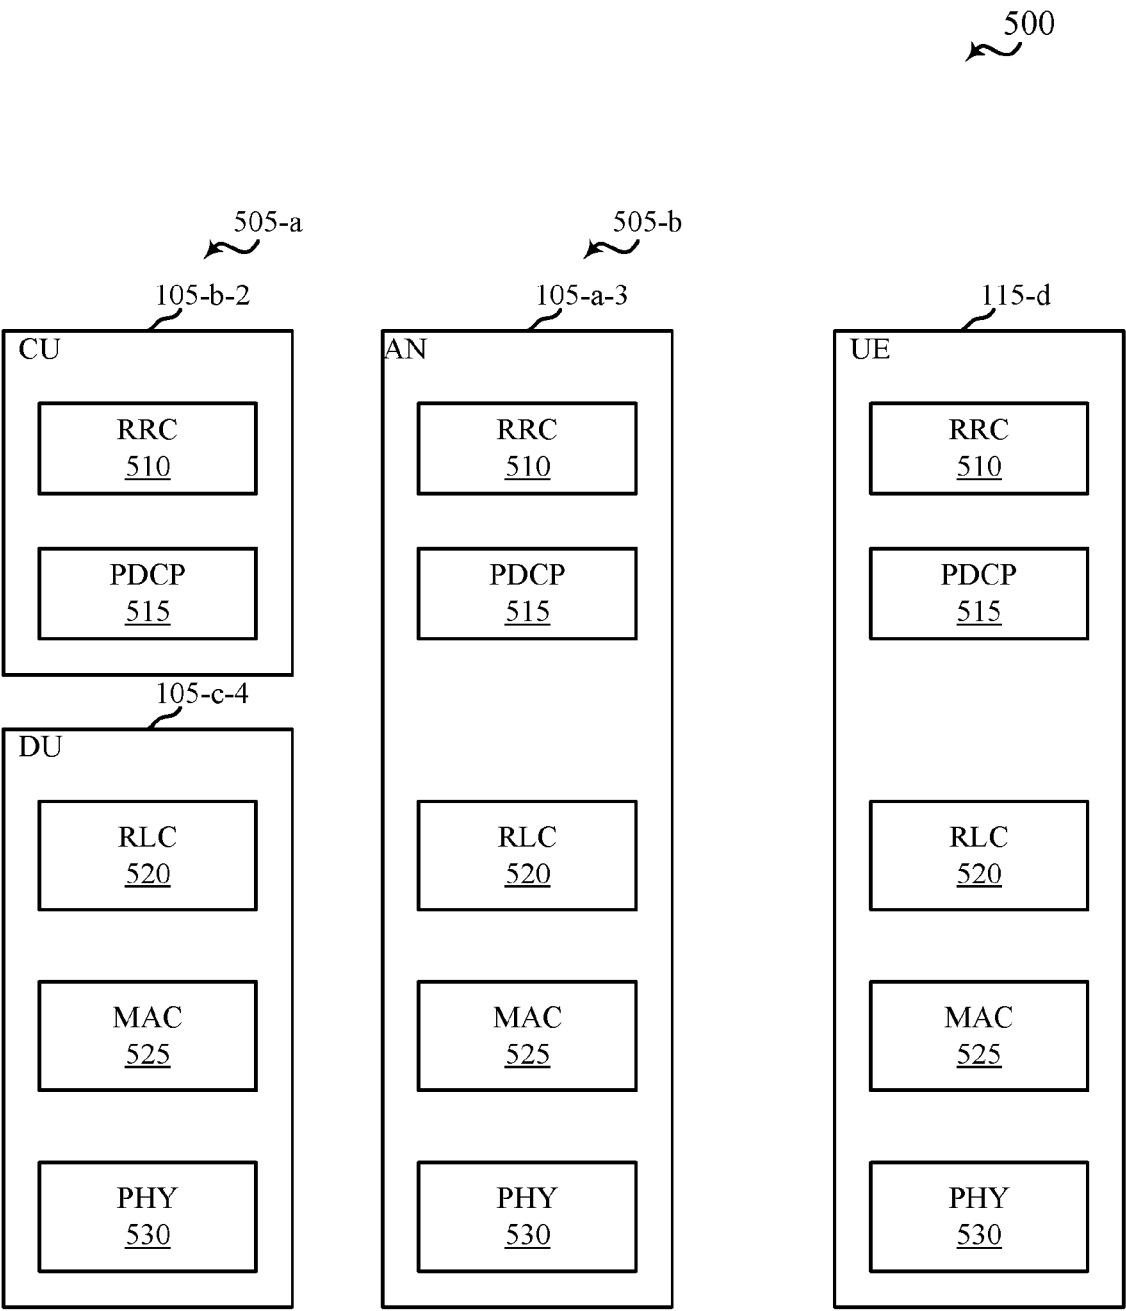 500
505-a
505-b
105-b-2
105-a-3
115-d
CU
AN
UE
RRC
510
RRC
510
RRC
510
PDCP
515
PDCP
515
PDCP
515
105-c-4
DU
RLC
520
RLC
520
RLC
520
MAC
525
MAC
525
MAC
525
PHY
530
PHY
530
PHY
530